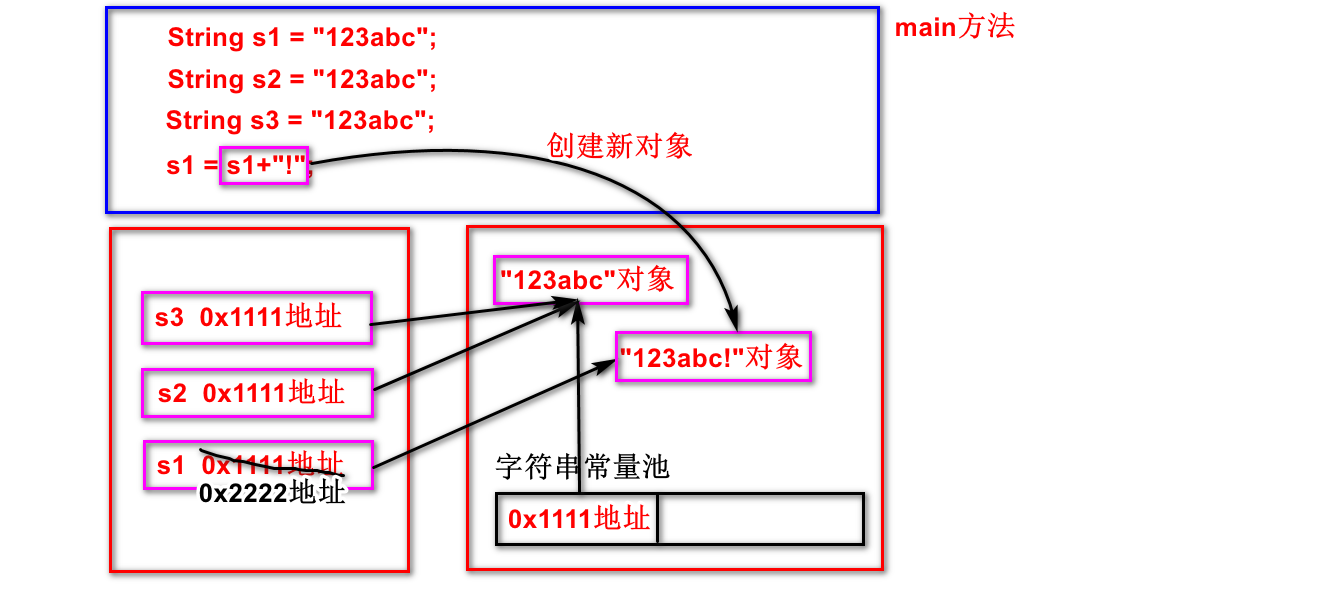 String s1 = "123abc";
main方法
String s2 = "123abc";
String s3 = "123abc";
s1 = s1+"!";
创建新对象
"123abc"对象
s3 0x1111地址
"123abc!"对象
s2 0x1111地址
s1 0x1111地址
0x2222地址
字符串常量池
0x1111地址